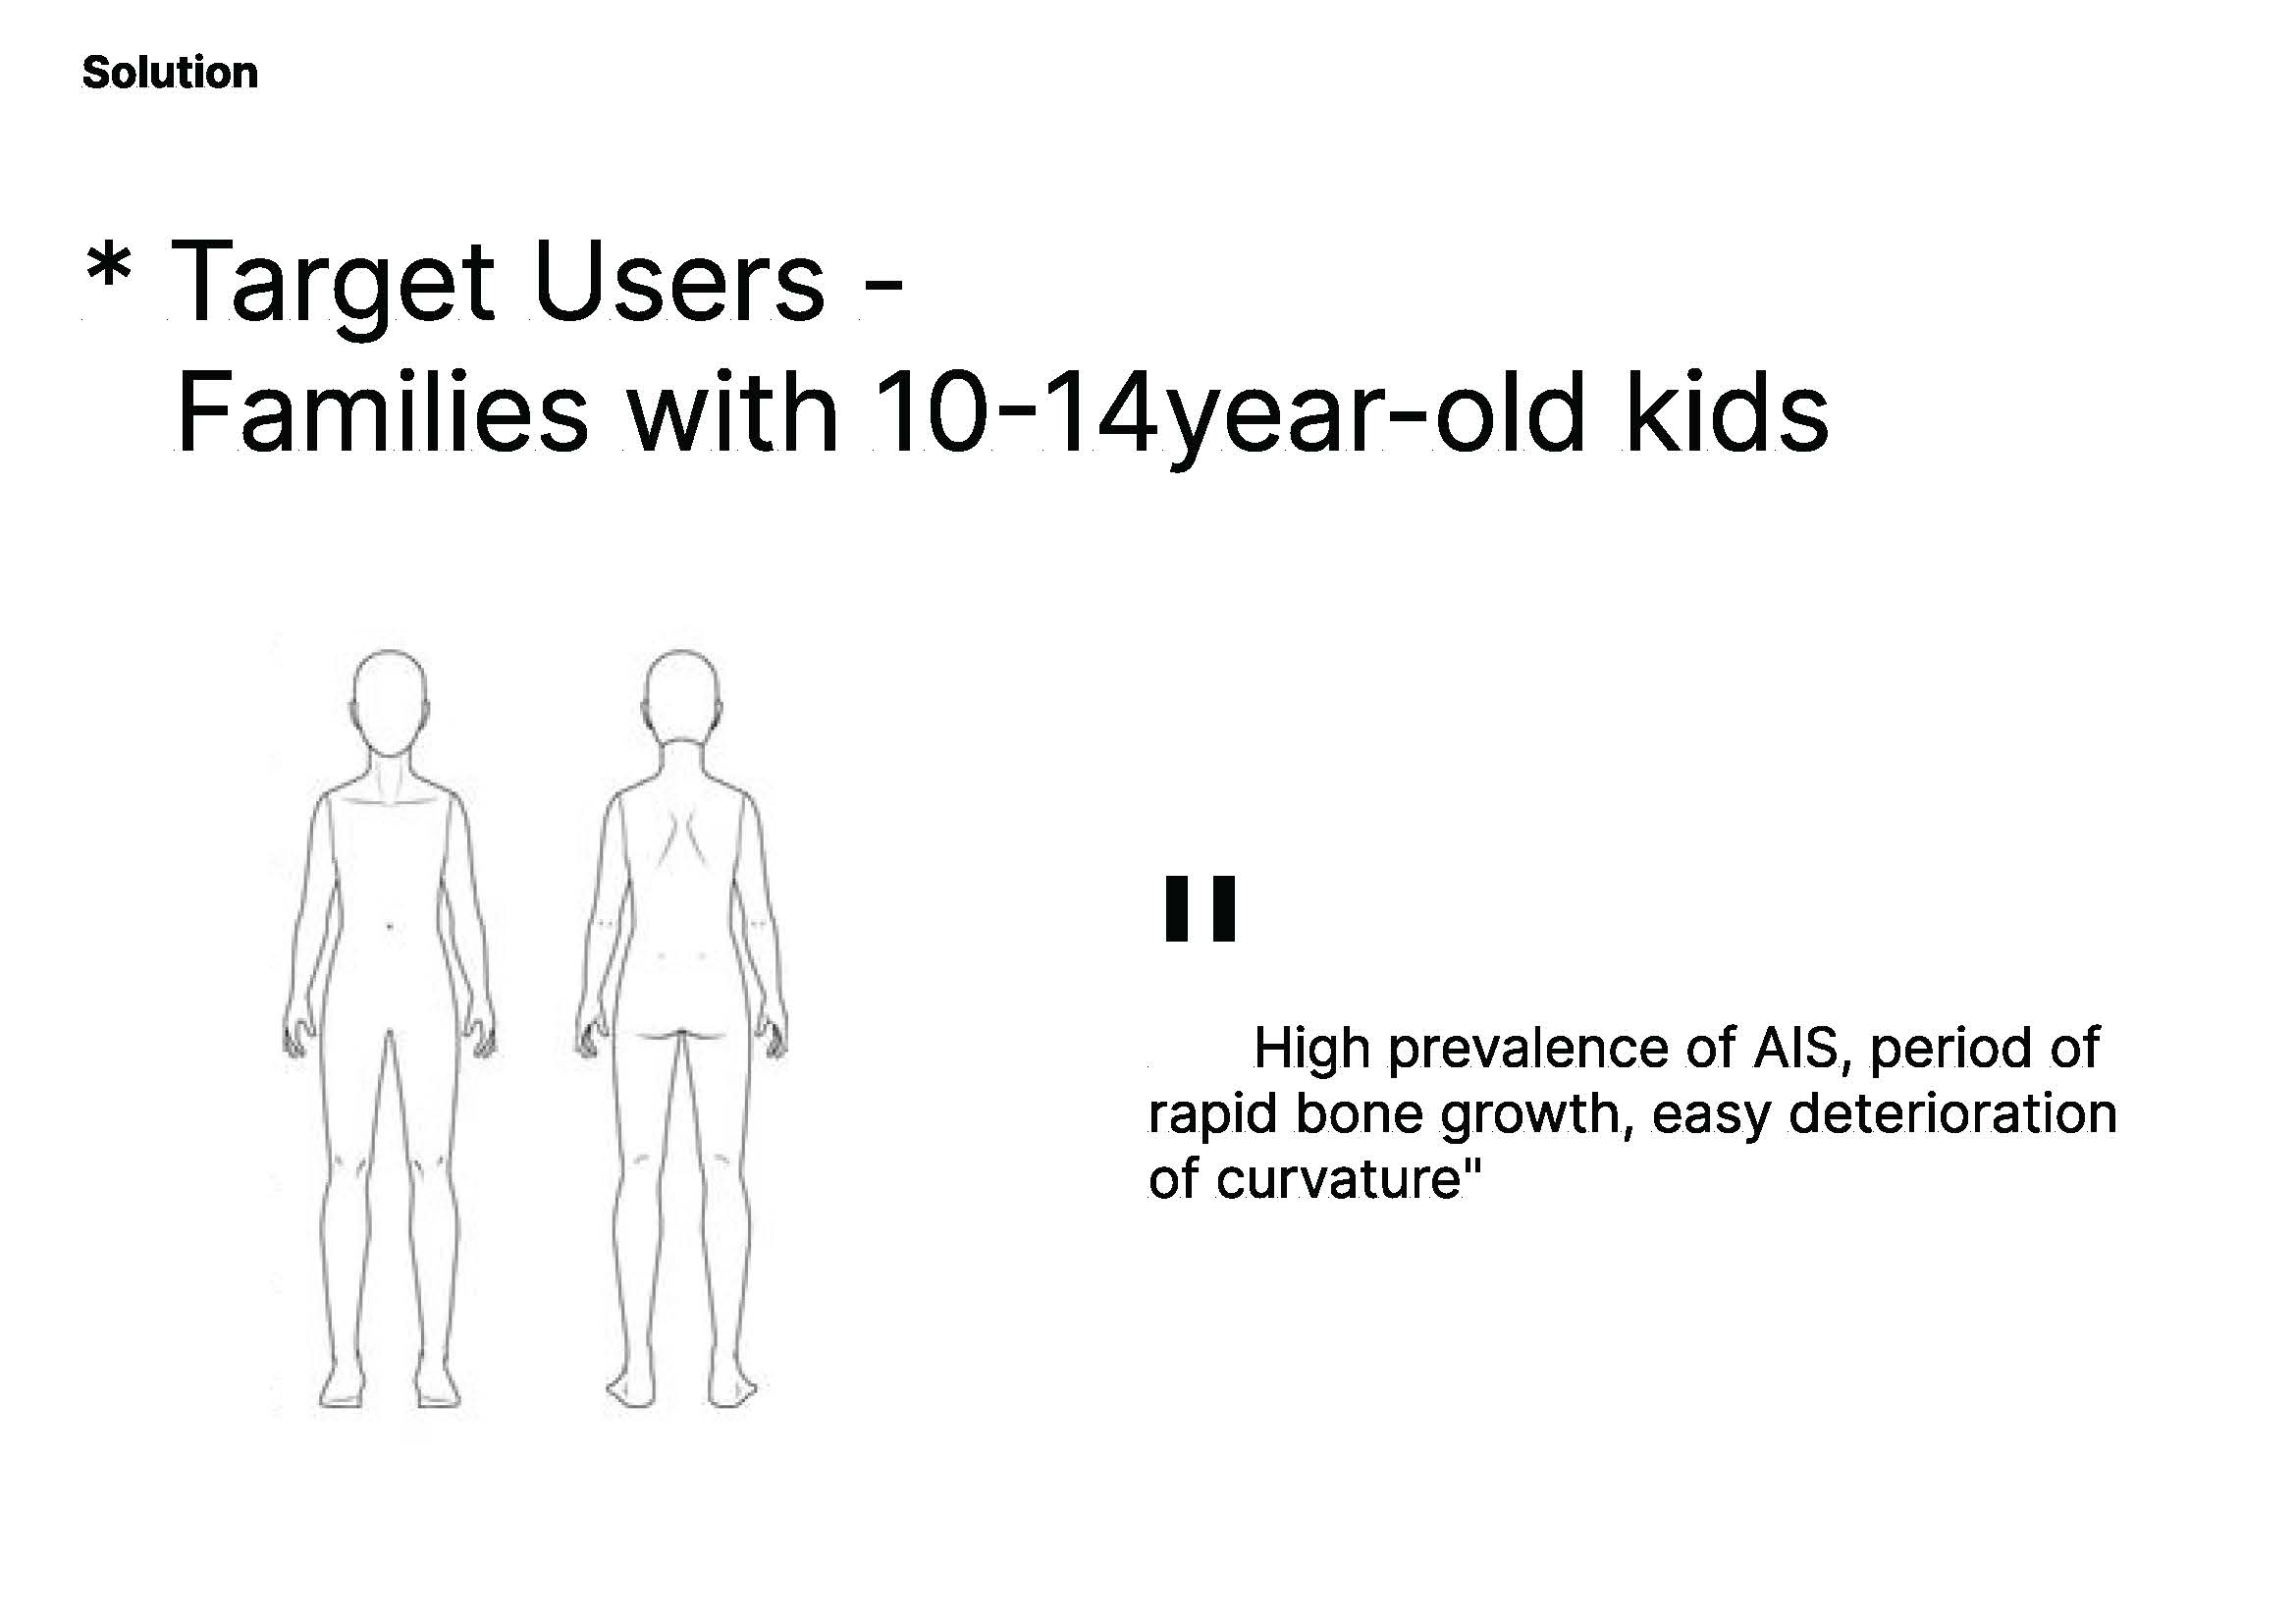 Solution
* Target Users -
Families with 10-14year-old kids
"
High prevalence of AIS, period of
rapid bone growth, easy deterioration
of curvature"